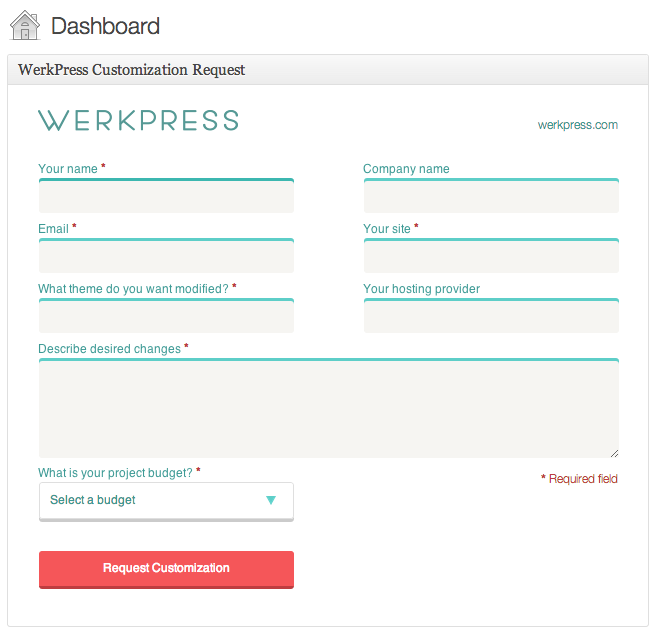 Dashboard
WerkPress Customization Request
WERKPRESS
werkpress.com
Your name *
Company name
Email *
Your site *
What theme do you want modified? *
Your hosting provider
Describe desired changes *
What is your project budget? *
* Required field
Select a budget
Request Customization